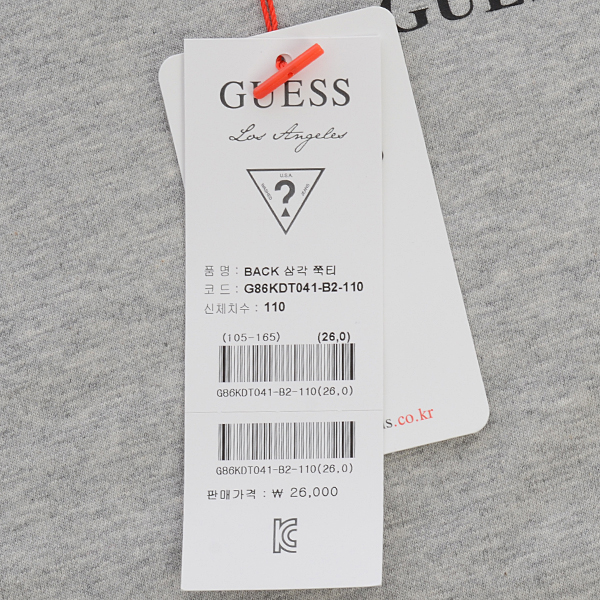 GUESS
GUESS
Los Angeles
U.S.A.
?
품 명 : BACK 삼각 쭉티
코 드 : G86KDT041-B2-110
신체치수 : 110
(105-165) (26,0)
G86KDT041-B2-110(26,0)
G86KDT041-B2-110(26,0)
판매가격 : ₩ 26,000
KC
s.co.kr